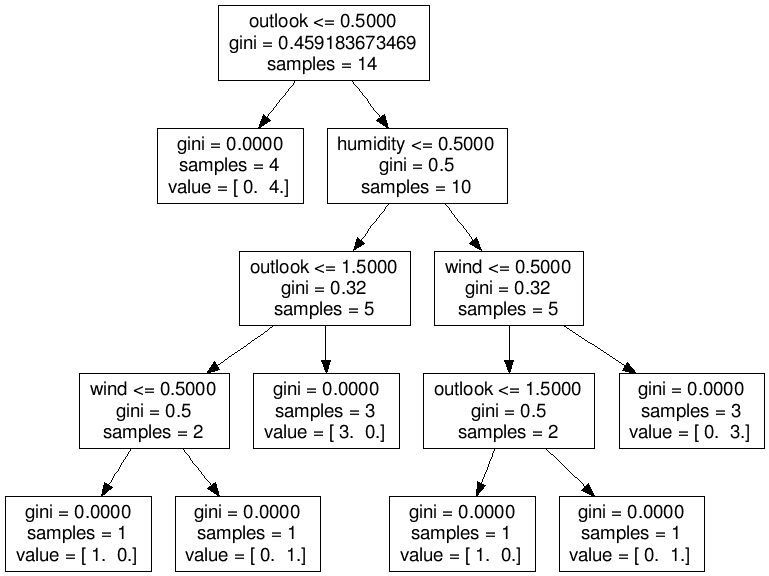 outlook <= 0.5000
gini = 0.459183673469
samples = 14
gini = 0.0000
samples = 4
value = [ 0.  4.]
humidity <= 0.5000
gini = 0.5
samples = 10
outlook <= 1.5000
gini = 0.32
samples = 5
wind <= 0.5000
gini = 0.32
samples = 5
wind <= 0.5000
gini = 0.5
samples = 2
gini = 0.0000
samples = 3
value = [ 3.  0.]
outlook <= 1.5000
gini = 0.5
samples = 2
gini = 0.0000
samples = 3
value = [ 0.  3.]
gini = 0.0000
samples = 1
value = [ 1.  0.]
gini = 0.0000
samples = 1
value = [ 0.  1.]
gini = 0.0000
samples = 1
value = [ 1.  0.]
gini = 0.0000
samples = 1
value = [ 0.  1.]